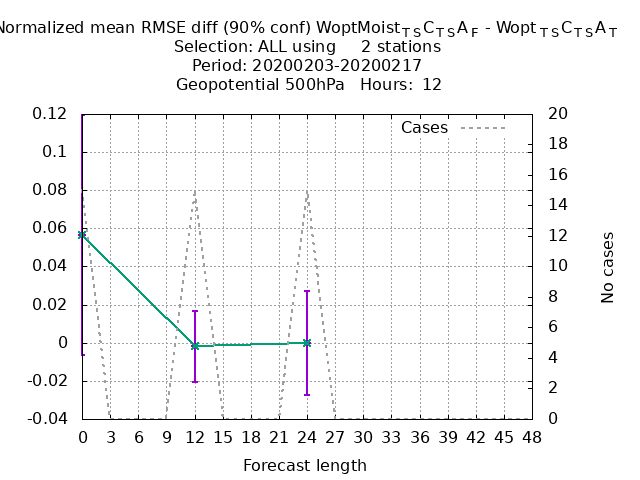 Normalized mean RMSE diff (90% conf) WoptMoist_TSC_TSA_F - Wopt_TSC_TSA_T
Selection: ALL using 2 stations
Period: 20200203-20200217
Geopotential 500hPa Hours: 12
Cases
0.12
0.1
0.08
0.06
0.04
0.02
0
-0.02
-0.04
20
18
16
14
12
10
8
6
4
2
0
No cases
0 3 6 9 12 15 18 21 24 27 30 33 36 39 42 45 48
Forecast length